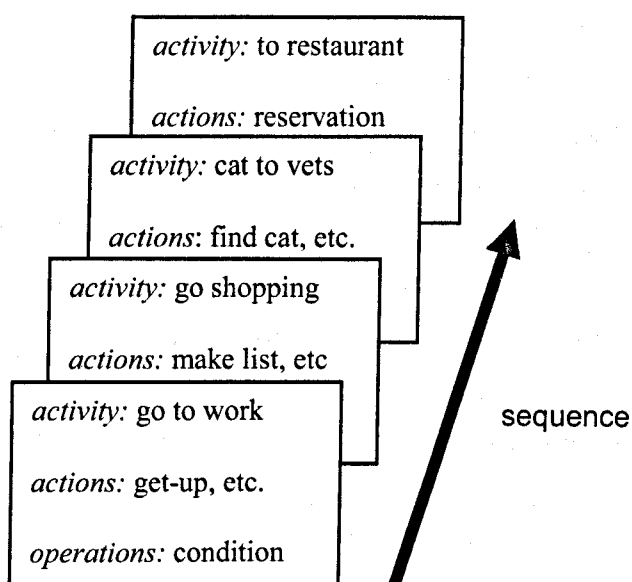 activity: to restaurant
actions: reservation
activity: cat to vets
actions: find cat, etc.
activity: go shopping
actions: make list, etc
activity: go to work
actions: get-up, etc.
operations: condition
sequence